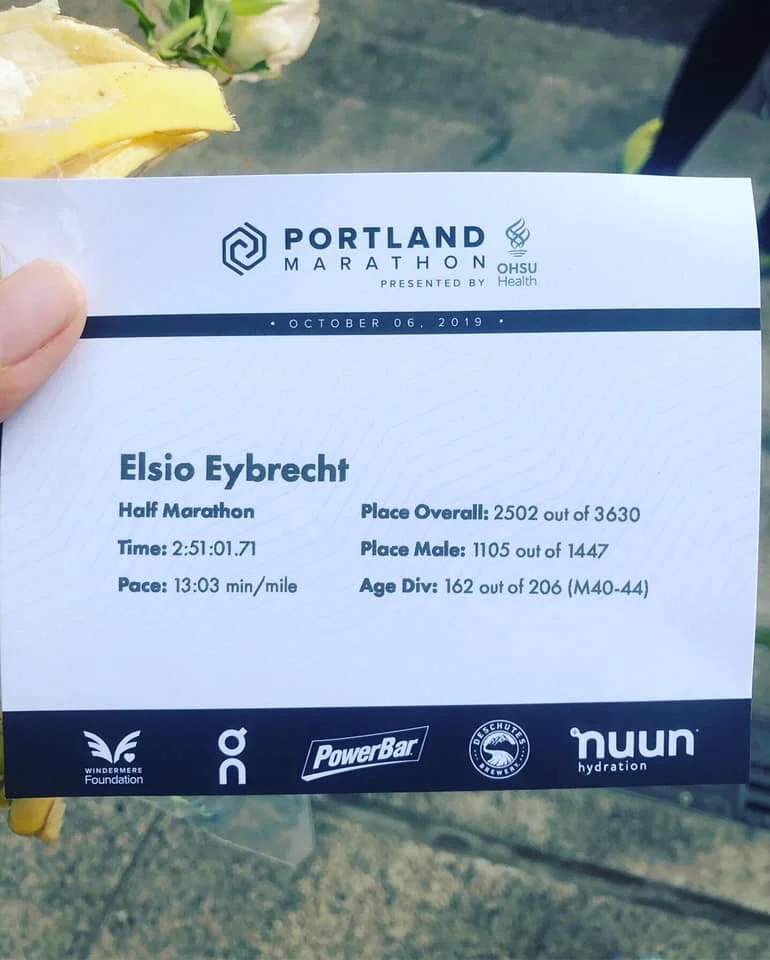 PORTLAND
MARATHON
PRESENTED BY
OHSU
Health
• OCTOBER 06, 2019 •
Elsio Eybrecht
Half Marathon
Time: 2:51:01.71
Pace: 13:03 min/mile
Place Overall: 2502 out of 3630
Place Male: 1105 out of 1447
Age Div: 162 out of 206 (M40-44)
WINDERMERE
Foundation
On
PowerBar
DESCHUTES
BREWERY
nuun
hydration